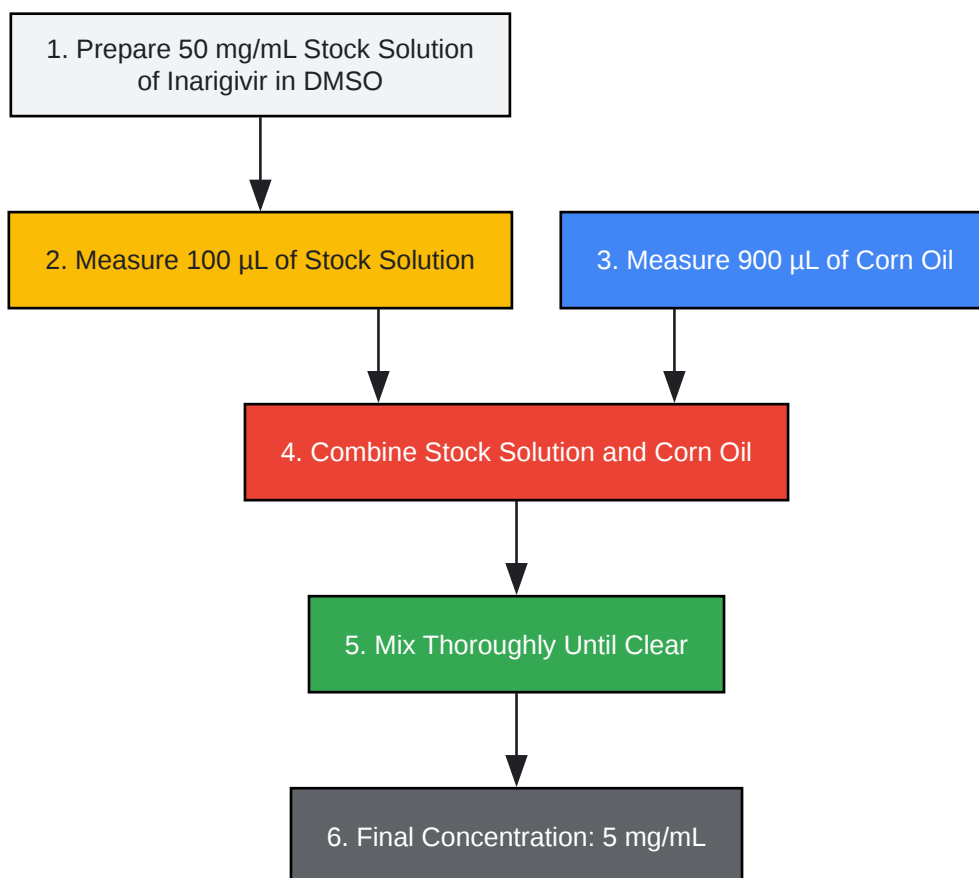 1. Prepare 50 mg/mL Stock Solution
of Inarigivir in DMSO
2. Measure 100 µL of Stock Solution
3. Measure 900 µL of Corn Oil
4. Combine Stock Solution and Corn Oil
5. Mix Thoroughly Until Clear
6. Final Concentration: 5 mg/mL